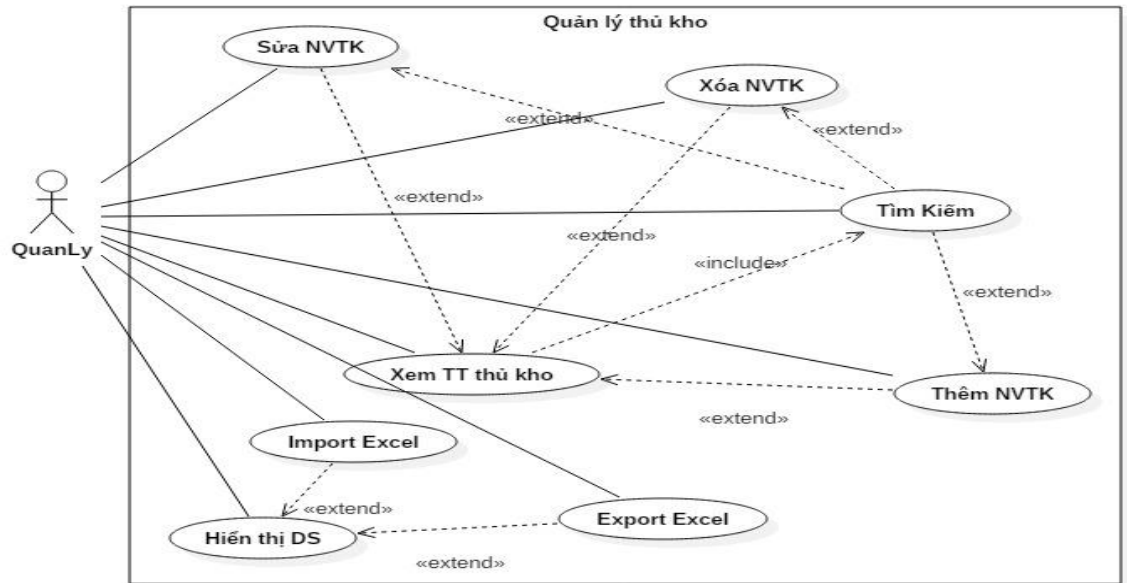 Quản lý thủ kho
Sửa NVTK
Xóa NVTK
«extend»
«extend»
«extend»
Tìm Kiếm
QuanLy
«extend»
«include»
«extend»
Xem TT thủ kho
Thêm NVTK
«extend»
Import Excel
«extend»
Export Excel
Hiển thị DS
«extend»